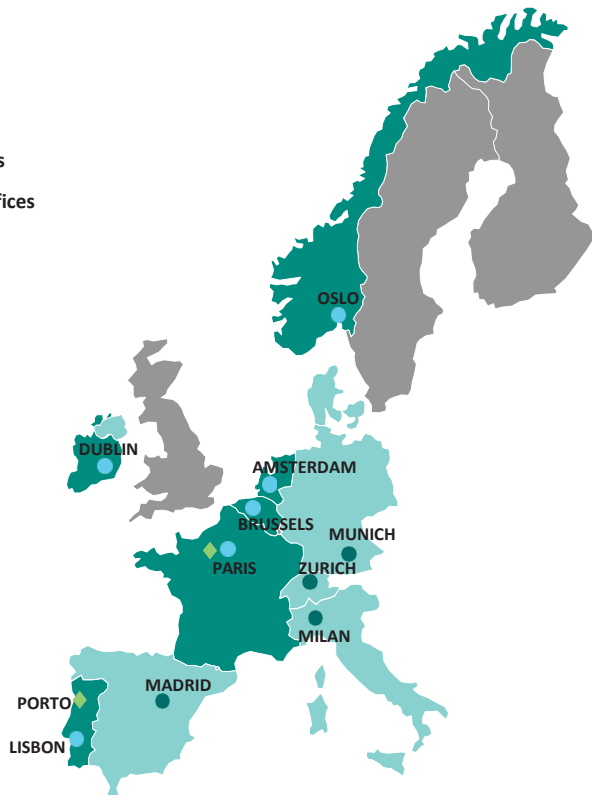 s
fices
OSLO
DUBLIN
AMSTERDAM
BRUSSELS
MUNICH
PARIS
ZURICH
MILAN
MADRID
PORTO
LISBON